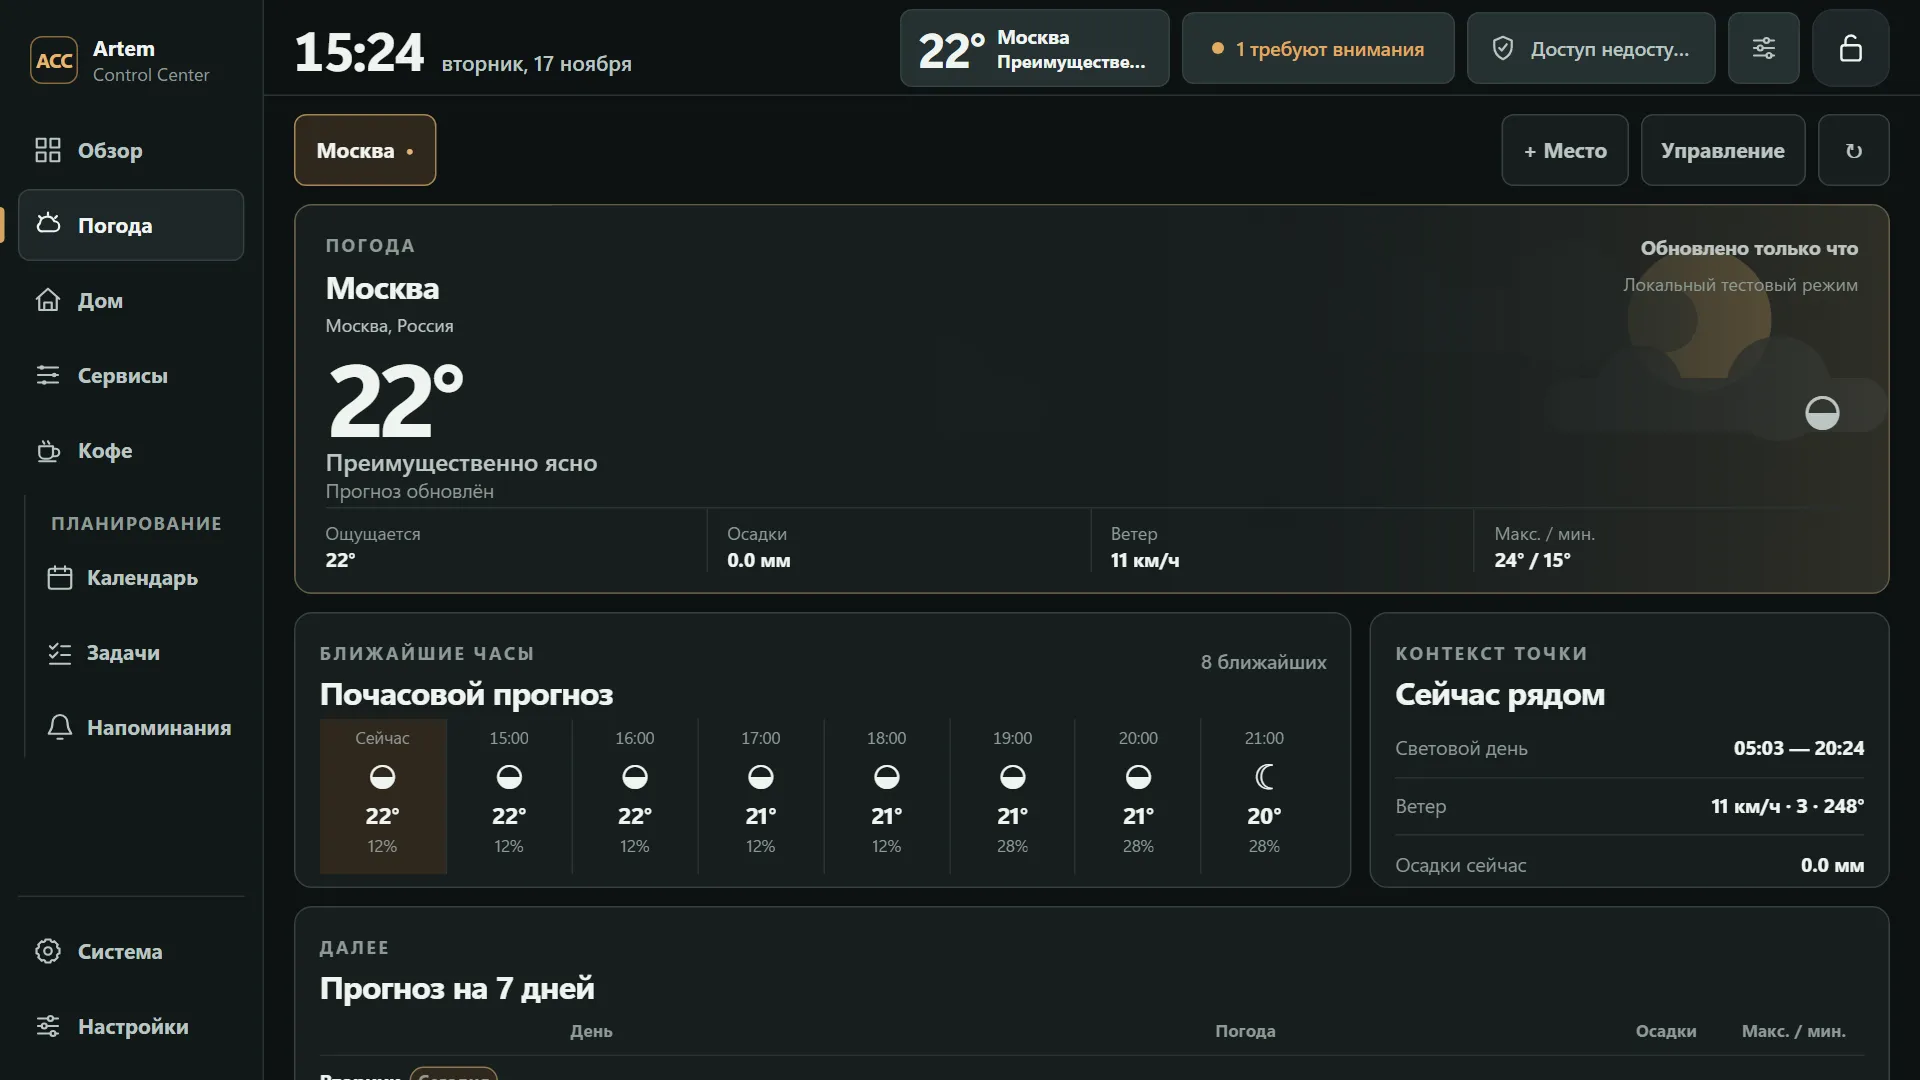 ACC
Artem
Control Center
Обзор
Погода
Дом
Сервисы
Кофе
ПЛАНИРОВАНИЕ
Календарь
Задачи
Напоминания
Система
Настройки
15:24 вторник, 17 ноября
22° Москва
Преимуществе...
1 требуют внимания
Доступ недосту...
Москва •
+ Место
Управление
ПОГОДА
Москва
Москва, Россия
22°
Преимущественно ясно
Прогноз обновлён
Обновлено только что
Локальный тестовый режим
Ощущается
22°
Осадки
0.0 мм
Ветер
11 км/ч
Макс. / мин.
24° / 15°
БЛИЖАЙШИЕ ЧАСЫ
Почасовой прогноз
8 ближайших
Сейчас 15:00 16:00 17:00 18:00 19:00 20:00 21:00
22° 22° 22° 21° 21° 21° 21° 20°
12% 12% 12% 12% 12% 28% 28% 28%
КОНТЕКСТ ТОЧКИ
Сейчас рядом
Световой день 05:03 — 20:24
Ветер 11 км/ч · 3 · 248°
Осадки сейчас 0.0 мм
ДАЛЕЕ
Прогноз на 7 дней
День Погода Осадки Макс. / мин.